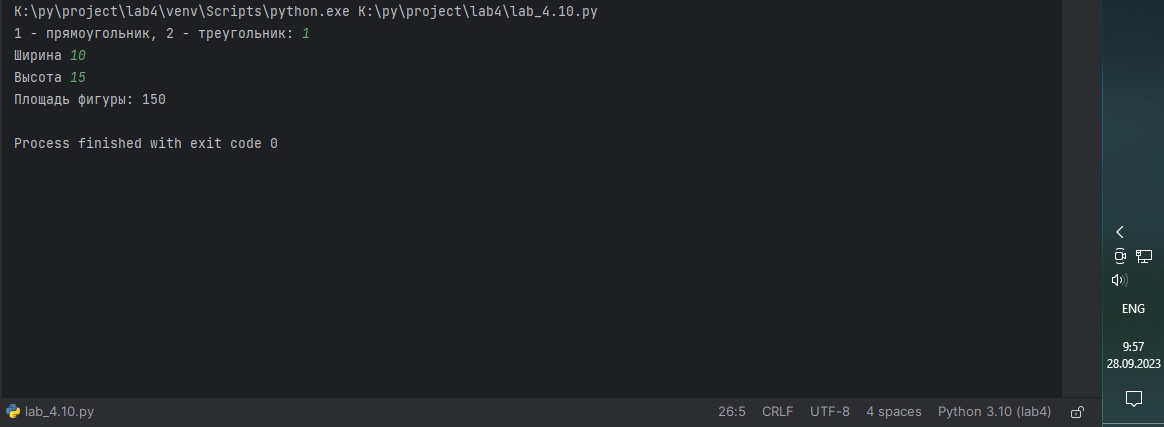 K:\py\project\lab4\venv\Scripts\python.exe K:\py\project\lab4\lab_4.10.py
1 - прямоугольник, 2 - треугольник: 1
Ширина 10
Высота 15
Площадь фигуры: 150
Process finished with exit code 0
ENG
9:57
28.09.2023
lab_4.10.py 26:5 CRLF UTF-8 4 spaces Python 3.10 (lab4)